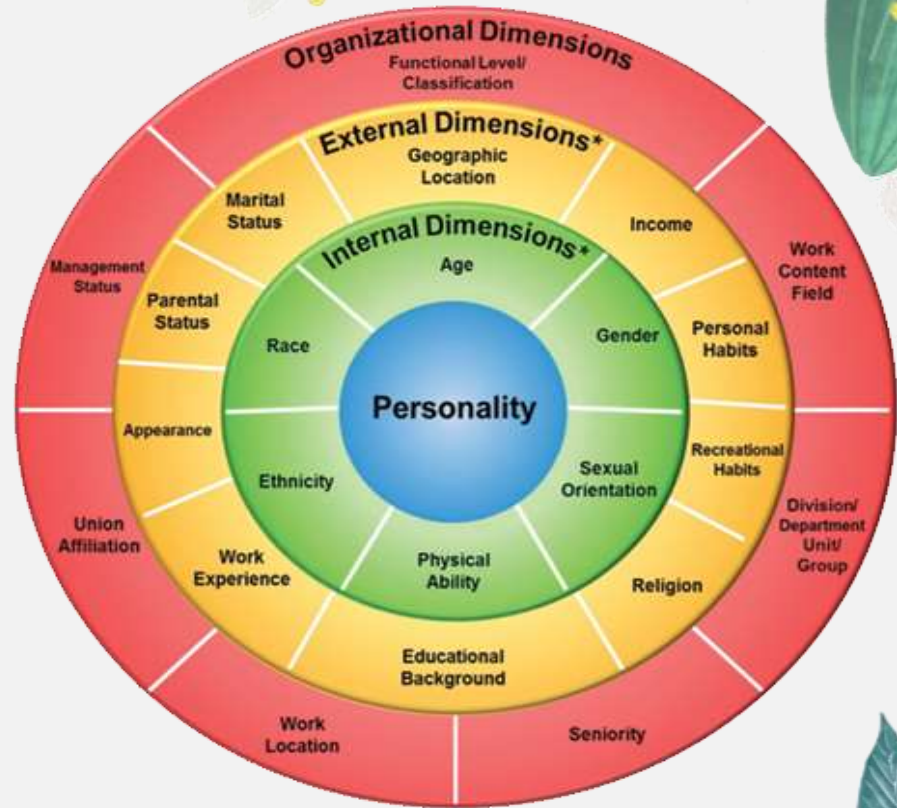 Organizational Dimensions
Functional Level/
Classification
Work
Content
Field
Division/
Department
Unit/
Group
Seniority
Work
Location
Union
Affiliation
Management
Status
External Dimensions*
Geographic
Location
Income
Personal
Habits
Recreational
Habits
Religion
Educational
Background
Work
Experience
Appearance
Parental
Status
Marital
Status
Internal Dimensions*
Age
Gender
Sexual
Orientation
Physical
Ability
Ethnicity
Race
Personality